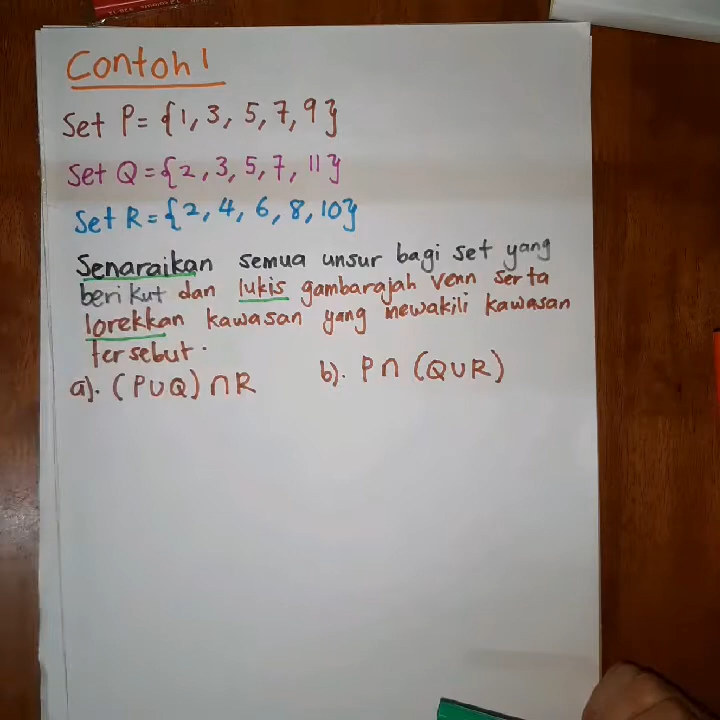 Contoh 1
Set P = {1, 3, 5, 7, 9}
Set Q = {2, 3, 5, 7, 11}
Set R = {2, 4, 6, 8, 10}
Senaraikan semua unsur bagi set yang
berikut dan lukis gambarajah venn serta
lorekkan kawasan yang mewakili kawasan
tersebut.
a). (P∪Q) ∩ R b). P ∩ (Q∪R)